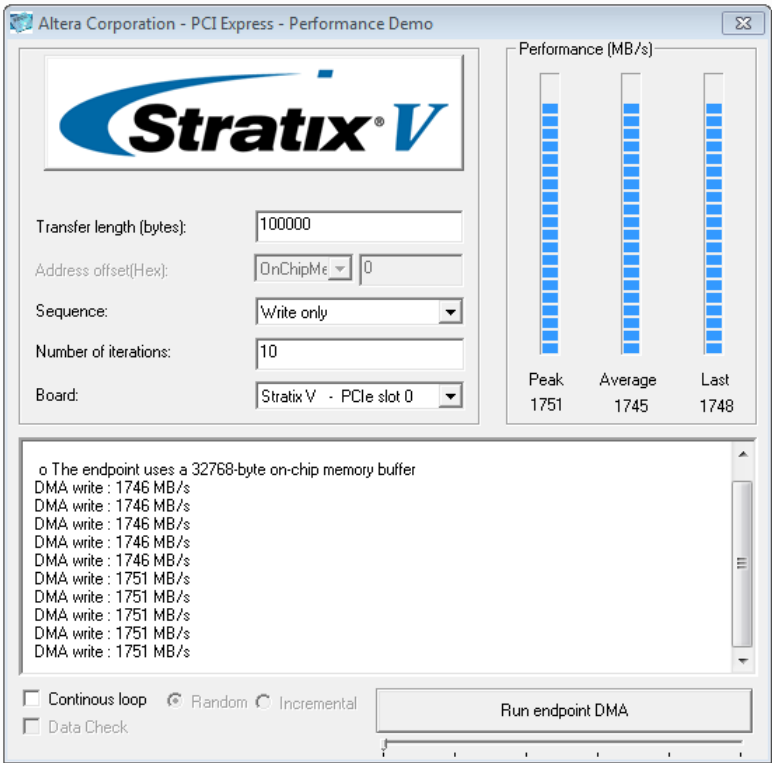 Altera Corporation - PCI Express - Performance Demo
Stratix® V
Transfer length (bytes): 100000
Address offset(Hex): OnChipMe 0
Sequence: Write only
Number of iterations: 10
Board: Stratix V - PCIe slot 0
Performance (MB/s)
Peak Average Last
1751 1745 1748
o The endpoint uses a 32768-byte on-chip memory buffer
DMA write : 1746 MB/s
DMA write : 1746 MB/s
DMA write : 1746 MB/s
DMA write : 1746 MB/s
DMA write : 1746 MB/s
DMA write : 1751 MB/s
DMA write : 1751 MB/s
DMA write : 1751 MB/s
DMA write : 1751 MB/s
DMA write : 1751 MB/s
Continous loop Random Incremental
Data Check
Run endpoint DMA